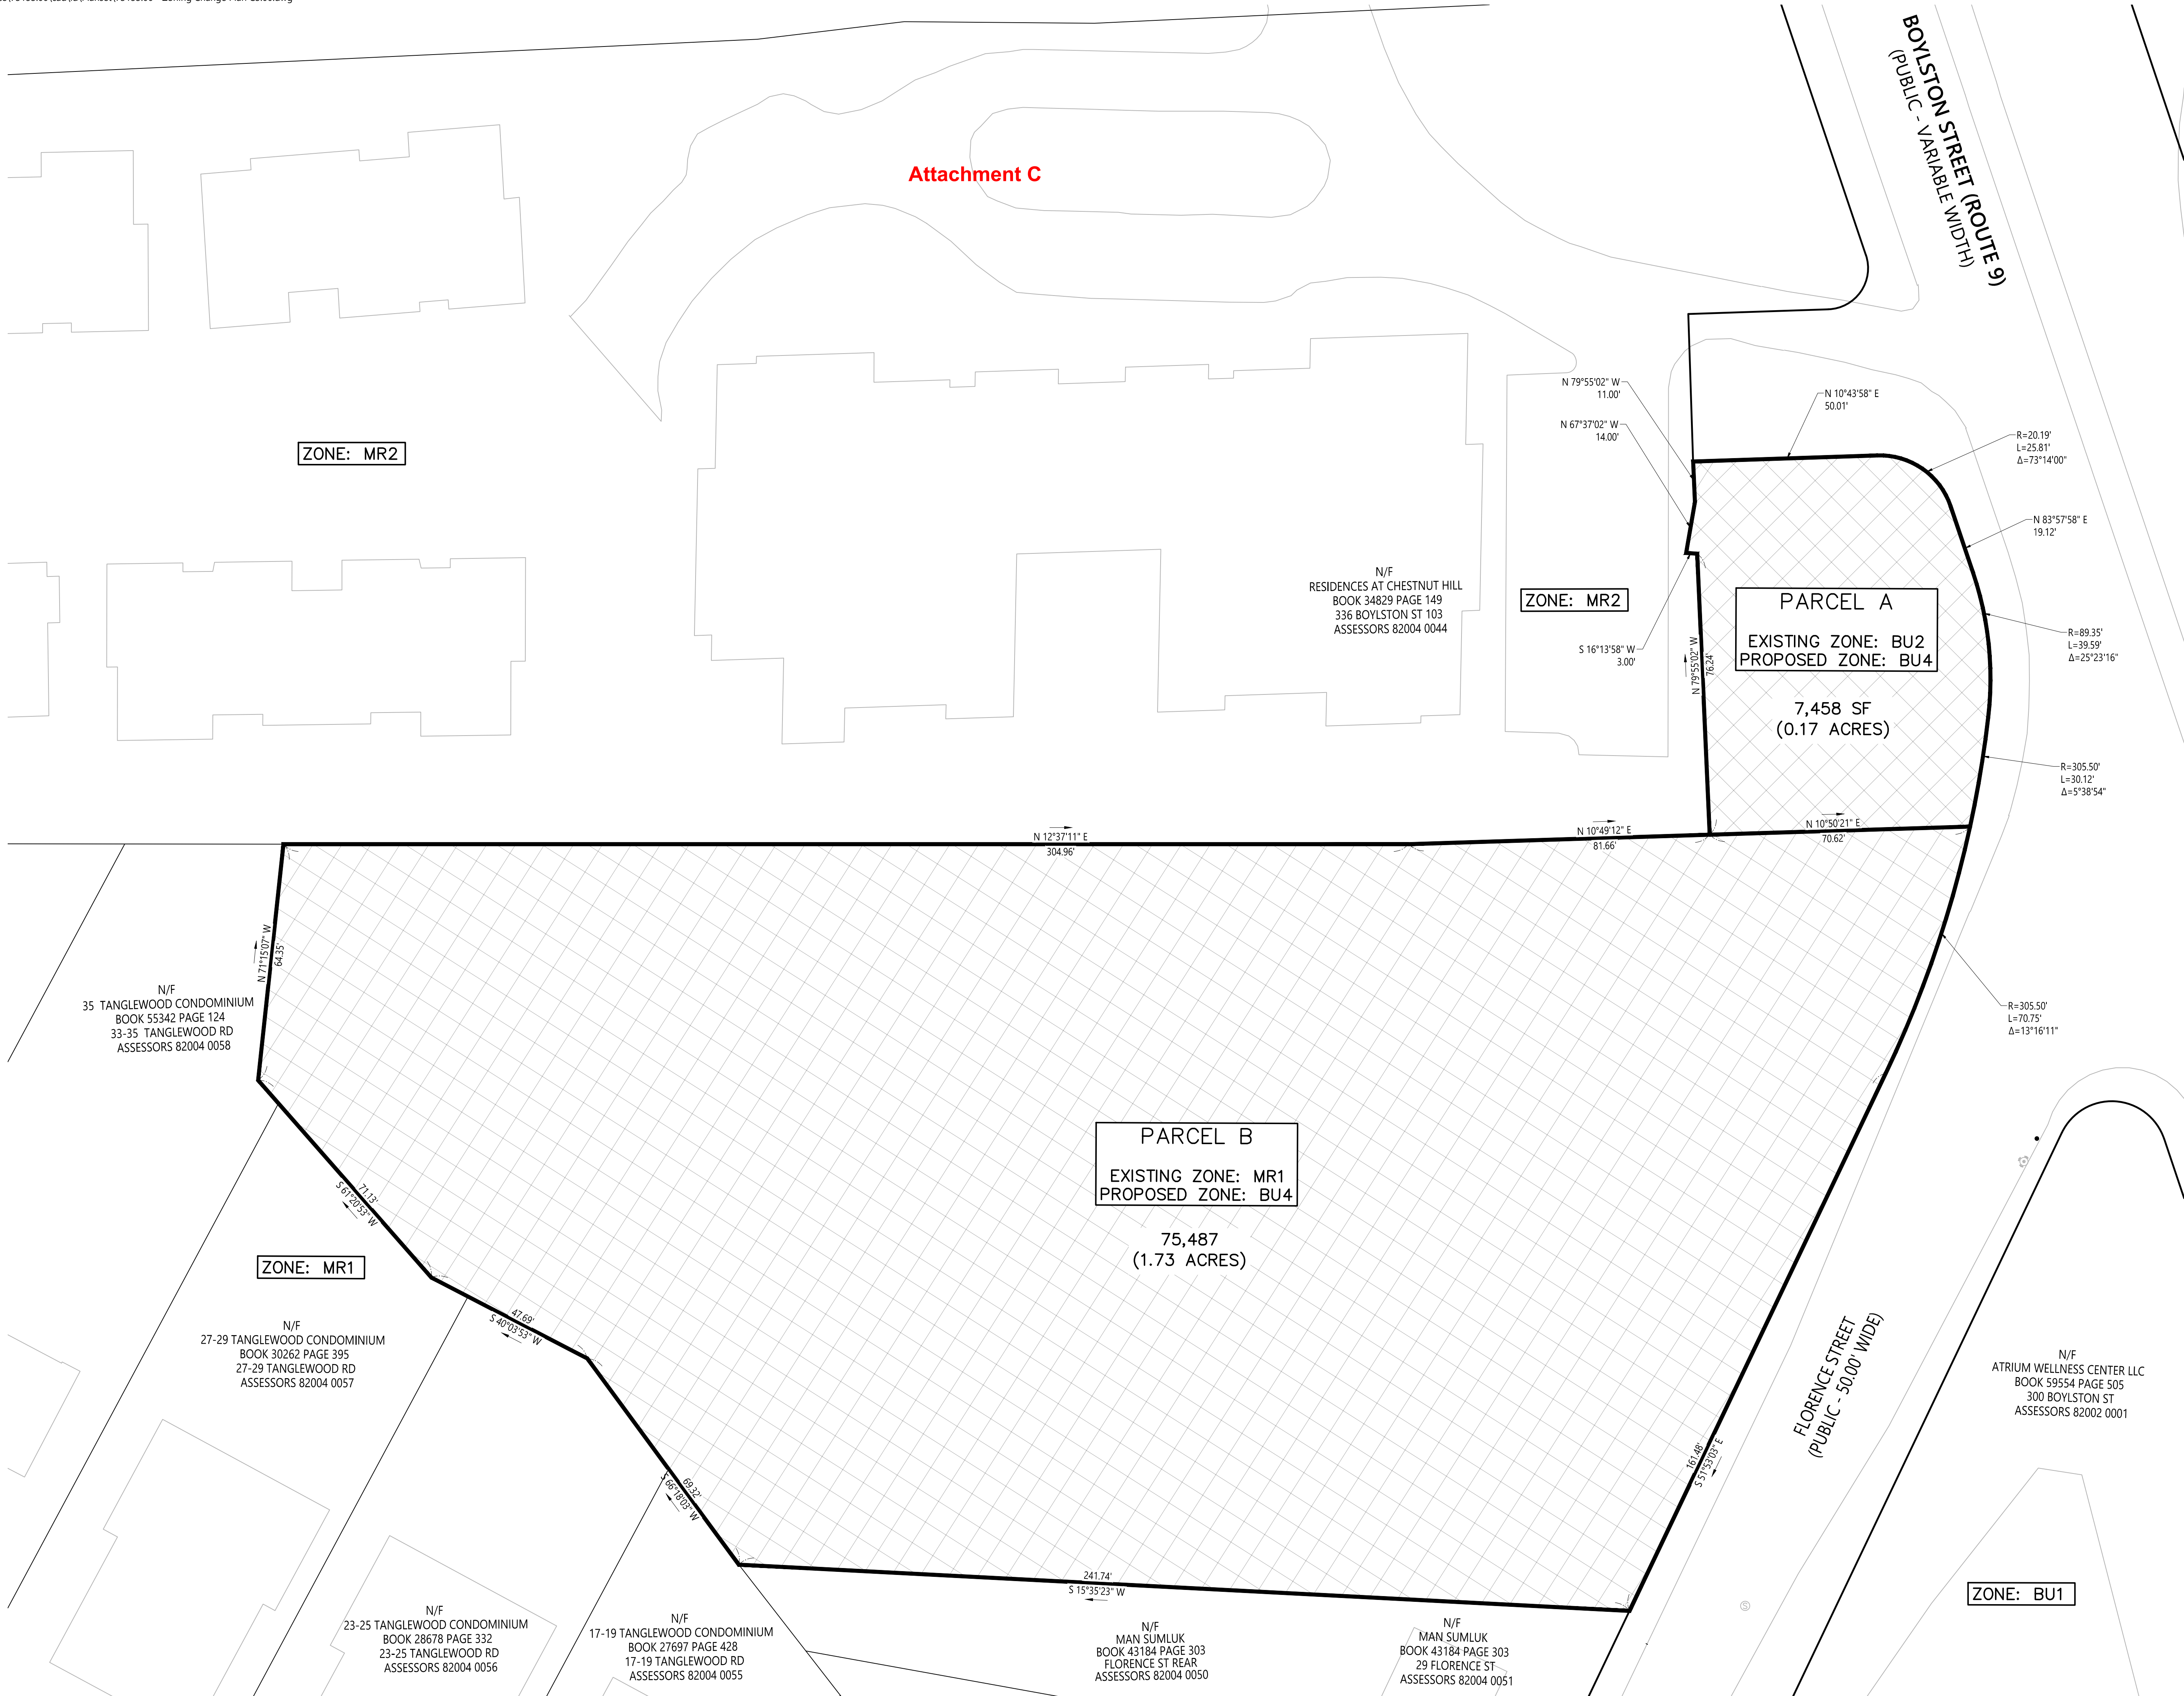 Attachment C
BOYLSTON STREET (ROUTE 9)
(PUBLIC - VARIABLE WIDTH)
ZONE: MR2
N 79°55'02" W
11.00'
N 67°37'02" W
14.00'
N 10°43'58" E
50.01'
R=20.19'
L=25.81'
Δ=73°14'00"
N 83°57'58" E
19.12'
N/F
RESIDENCES AT CHESTNUT HILL
BOOK 34829 PAGE 149
336 BOYLSTON ST 103
ASSESSORS 82004 0044
ZONE: MR2
PARCEL A
EXISTING ZONE: BU2
PROPOSED ZONE: BU4
7,458 SF
(0.17 ACRES)
S 16°13'58" W
3.00'
N 79°55'02" W
76.24'
R=89.35'
L=39.59'
Δ=25°23'16"
R=305.50'
L=30.12'
Δ=5°38'54"
N 12°37'11" E
304.96'
N 10°49'12" E
81.66'
N 10°50'21" E
70.62'
N 71°15'07" W
64.35'
N/F
35 TANGLEWOOD CONDOMINIUM
BOOK 55342 PAGE 124
33-35 TANGLEWOOD RD
ASSESSORS 82004 0058
R=305.50'
L=70.75'
Δ=13°16'11"
PARCEL B
EXISTING ZONE: MR1
PROPOSED ZONE: BU4
75,487
(1.73 ACRES)
71.13'
S 61°20'53" W
ZONE: MR1
47.69'
S 40°03'53" W
N/F
27-29 TANGLEWOOD CONDOMINIUM
BOOK 30262 PAGE 395
27-29 TANGLEWOOD RD
ASSESSORS 82004 0057
FLORENCE STREET
(PUBLIC - 50.00' WIDE)
N/F
ATRIUM WELLNESS CENTER LLC
BOOK 59554 PAGE 505
300 BOYLSTON ST
ASSESSORS 82002 0001
161.48'
S 51°53'03" E
69.32'
S 66°18'03" W
241.74'
S 15°35'23" W
ZONE: BU1
S
N/F
23-25 TANGLEWOOD CONDOMINIUM
BOOK 28678 PAGE 332
23-25 TANGLEWOOD RD
ASSESSORS 82004 0056
N/F
17-19 TANGLEWOOD CONDOMINIUM
BOOK 27697 PAGE 428
17-19 TANGLEWOOD RD
ASSESSORS 82004 0055
N/F
MAN SUMLUK
BOOK 43184 PAGE 303
FLORENCE ST REAR
ASSESSORS 82004 0050
N/F
MAN SUMLUK
BOOK 43184 PAGE 303
29 FLORENCE ST
ASSESSORS 82004 0051